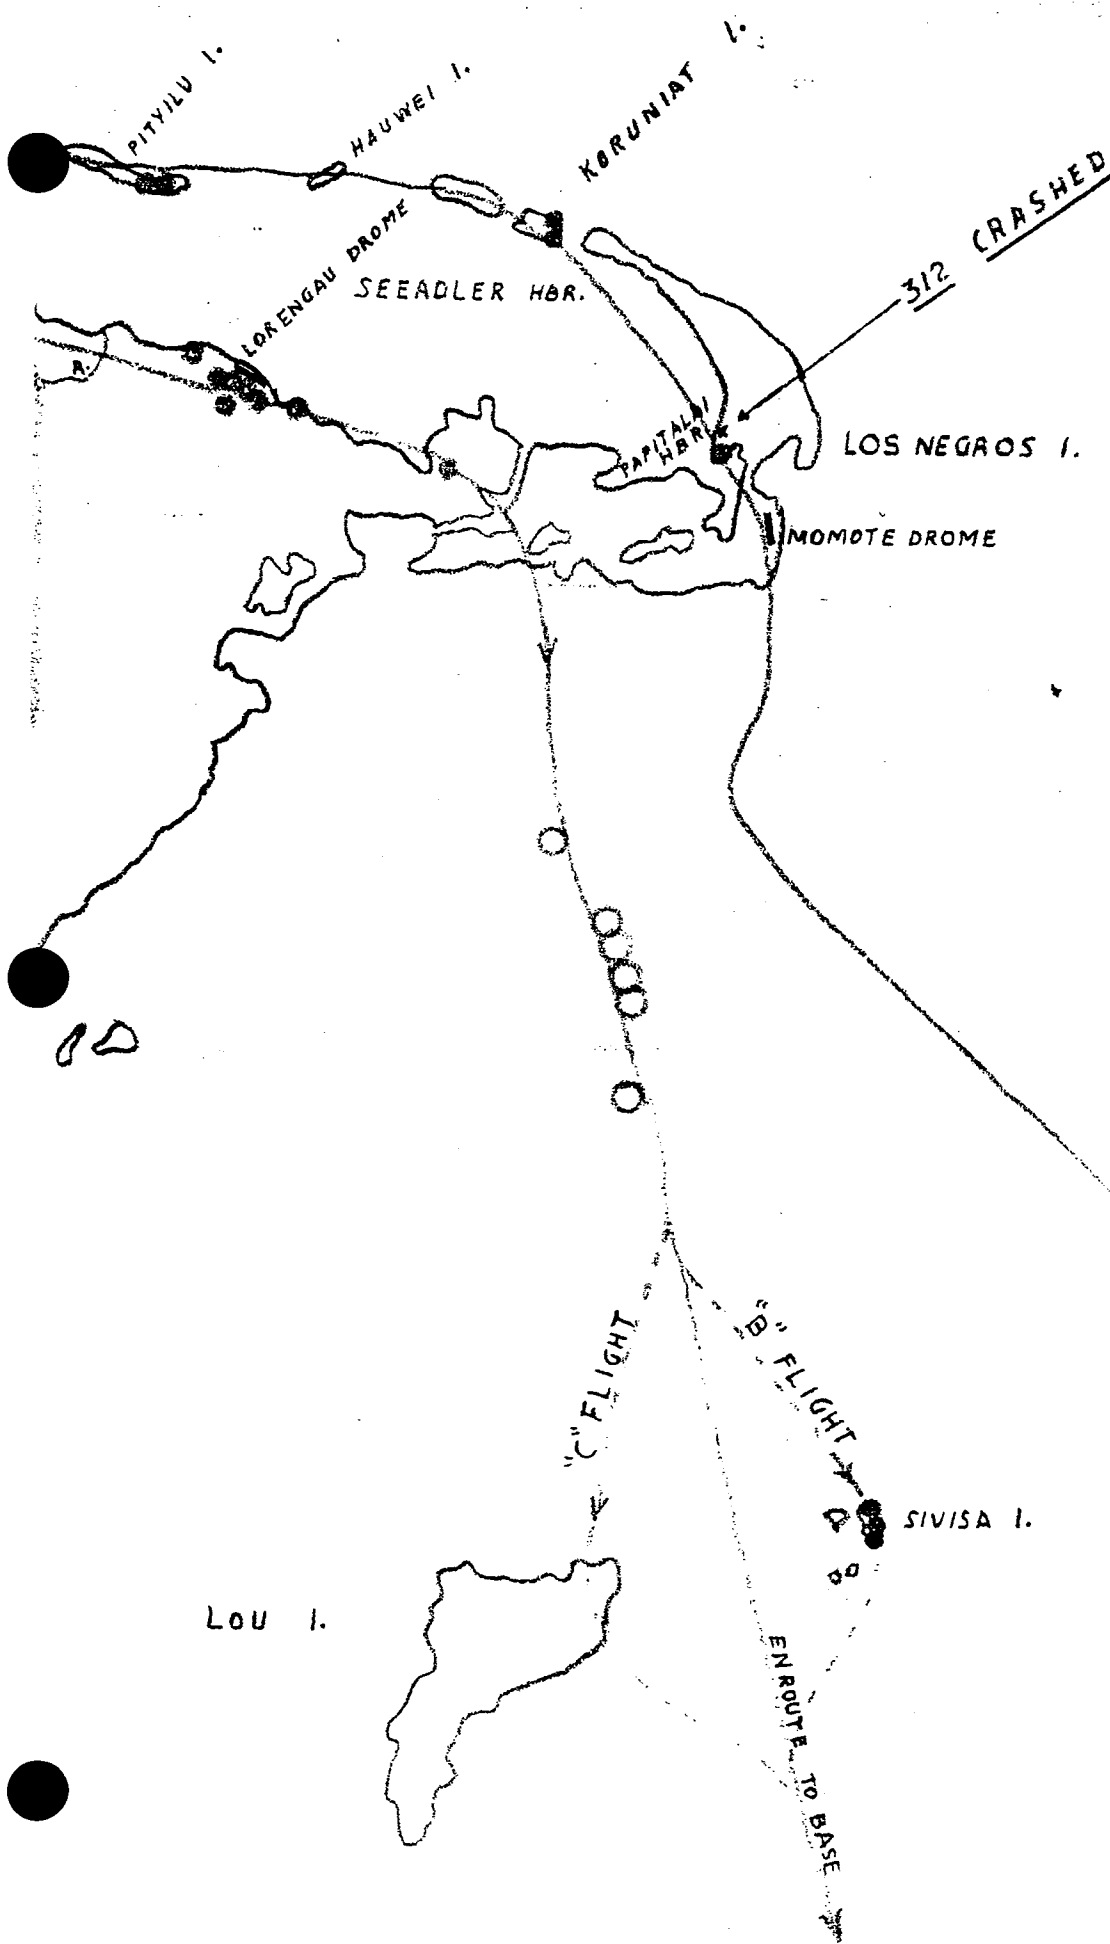 PITYILU I.
HAUWEI I.
KORUNIAT I.
LORENGAU DROME
SEEADLER HBR.
312 CRASHED
R.
PAPITALAI
HBR.
LOS NEGROS I.
MOMOTE DROME
"C" FLIGHT
"B" FLIGHT
SIVISA I.
LOU I.
ENROUTE TO BASE